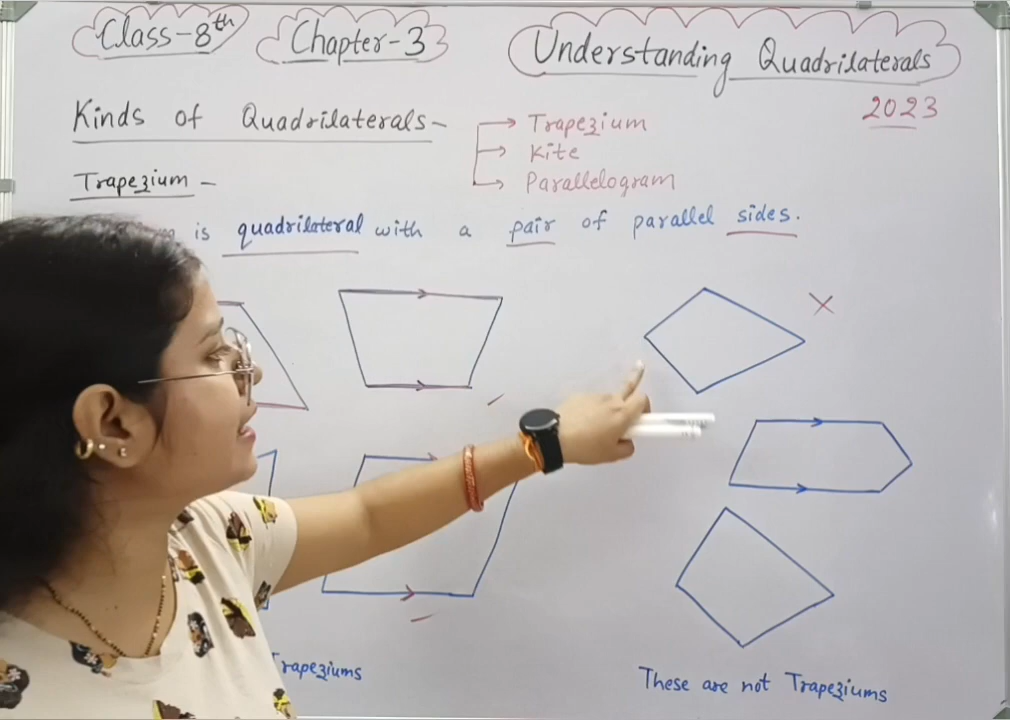 Class-8th Chapter-3 Understanding Quadrilaterals
2023
Kinds of Quadrilaterals-
→ Trapezium
→ Kite
→ Parallelogram
Trapezium -
is quadrilateral with a pair of parallel sides.
Trapeziums
These are not Trapeziums